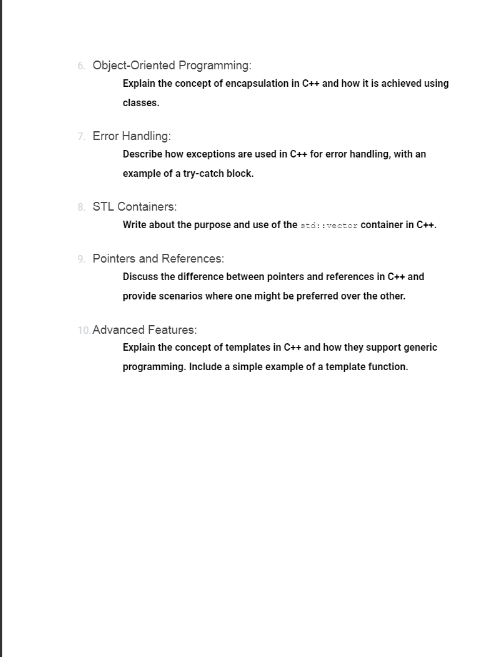 6. Object-Oriented Programming:
Explain the concept of encapsulation in C++ and how it is achieved using
classes.
7. Error Handling:
Describe how exceptions are used in C++ for error handling, with an
example of a try-catch block.
8. STL Containers:
Write about the purpose and use of the std::vector container in C++.
9. Pointers and References:
Discuss the difference between pointers and references in C++ and
provide scenarios where one might be preferred over the other.
10. Advanced Features:
Explain the concept of templates in C++ and how they support generic
programming. Include a simple example of a template function.